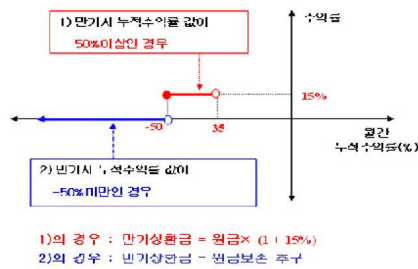 수익률
1) 만기시 누적수익률 값이
50%이상인 경우
15%
-50
35
월간
누적수익률(%)
2) 만기시 누적수익률 값이
-50%미만인 경우
1)의 경우 : 만기상환금 = 원금× (1 + 15%)
2)의 경우 : 만기상환금 = 원금보존 추구